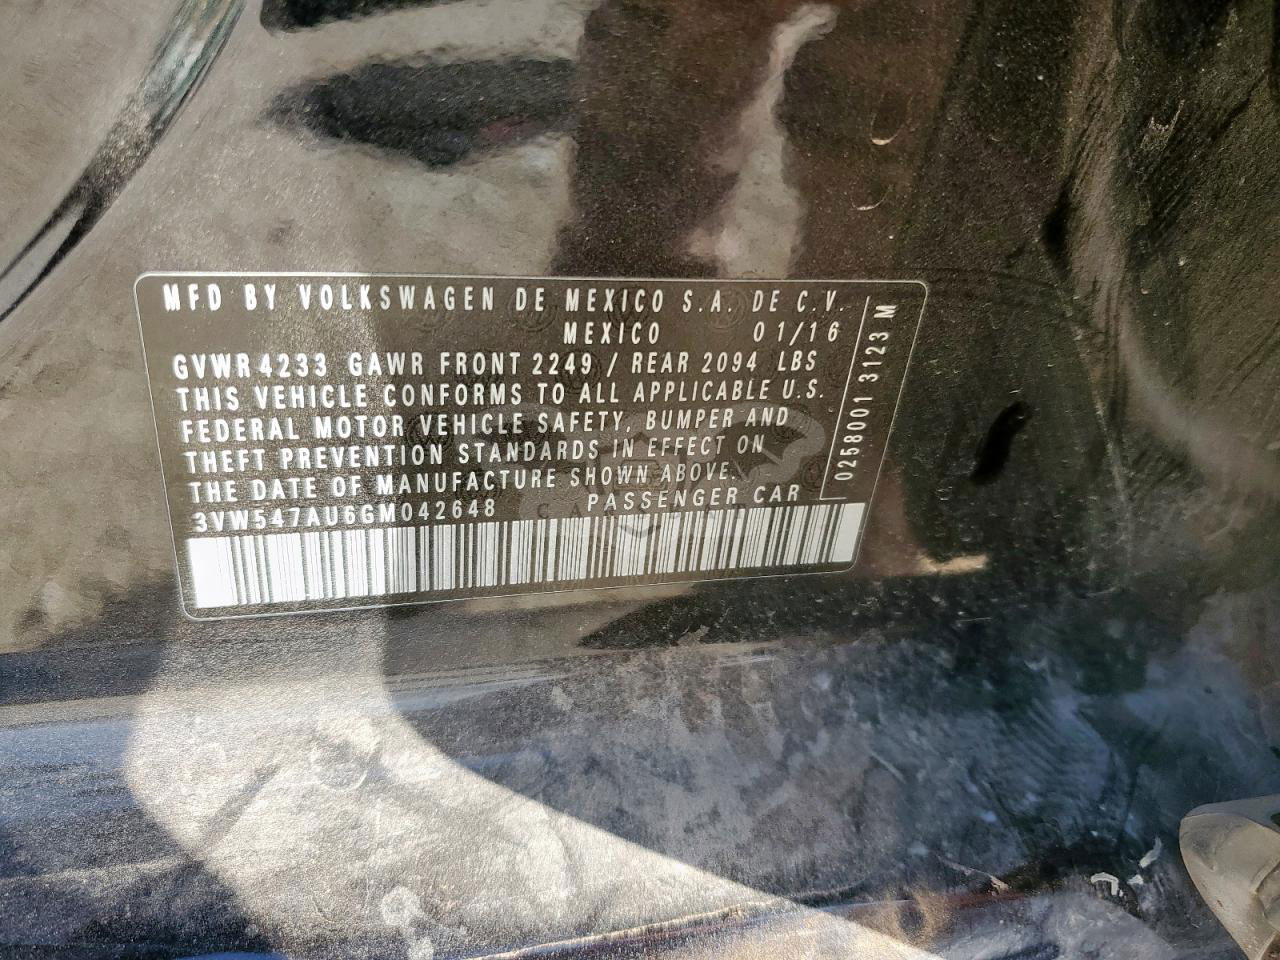 MFD BY VOLKSWAGEN DE MEXICO S.A. DE C.V.
MEXICO 01/16
GVWR 4233 GAWR FRONT 2249 / REAR 2094 LBS
THIS VEHICLE CONFORMS TO ALL APPLICABLE U.S.
FEDERAL MOTOR VEHICLE SAFETY, BUMPER AND
THEFT PREVENTION STANDARDS IN EFFECT ON
THE DATE OF MANUFACTURE SHOWN ABOVE.
3VW547AU6GM042648 PASSENGER CAR
0258001 3123 M